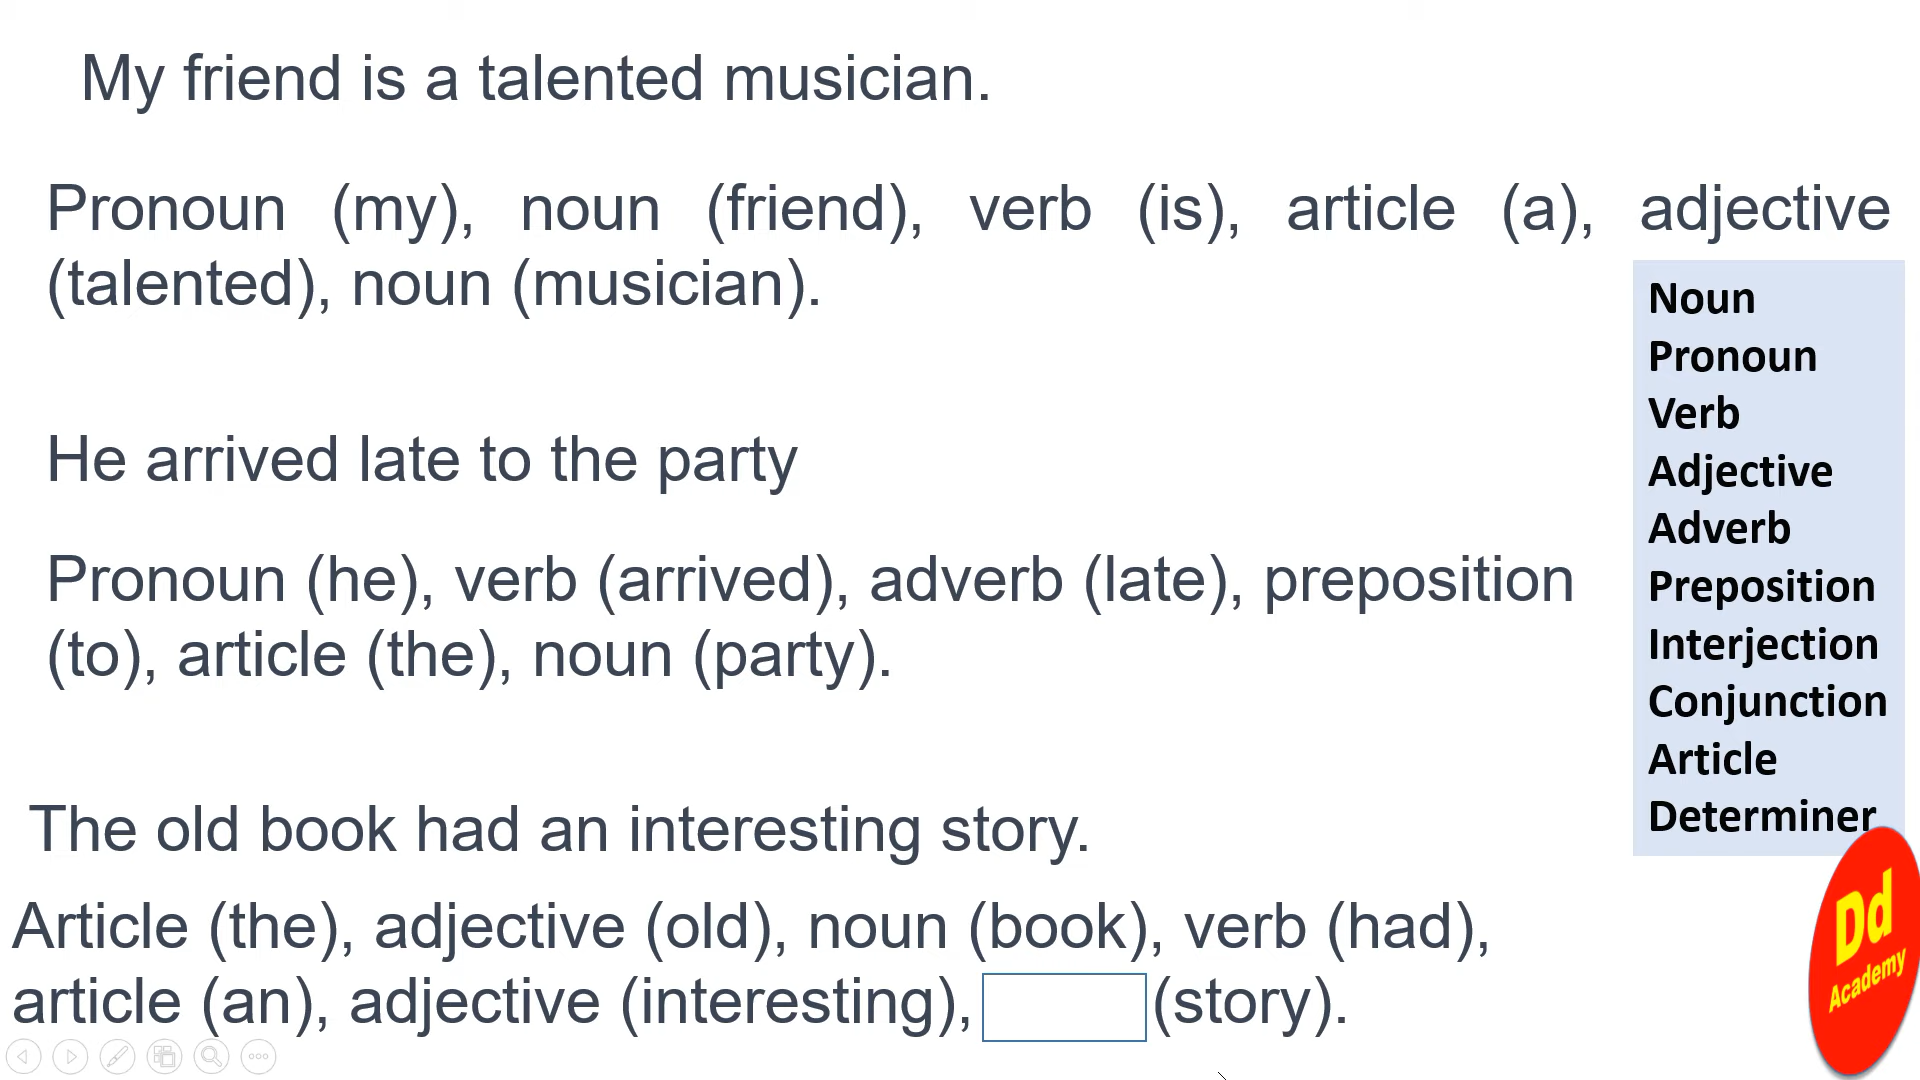 My friend is a talented musician.
Pronoun (my), noun (friend), verb (is), article (a), adjective
(talented), noun (musician).
He arrived late to the party
Pronoun (he), verb (arrived), adverb (late), preposition
(to), article (the), noun (party).
The old book had an interesting story.
Article (the), adjective (old), noun (book), verb (had),
article (an), adjective (interesting), (story).
Noun
Pronoun
Verb
Adjective
Adverb
Preposition
Interjection
Conjunction
Article
Determiner
Dd
Academy